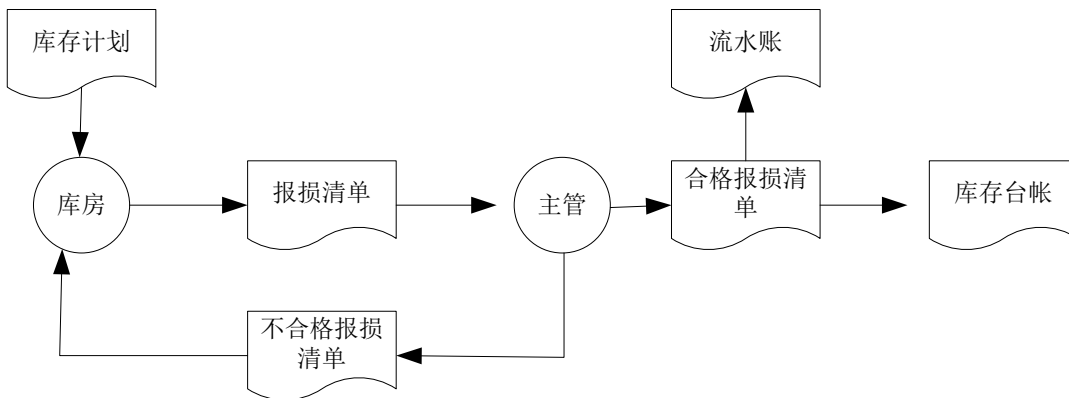 库存计划
流水账
库房
报损清单
主管
合格报损清
单
库存台帐
不合格报损
清单